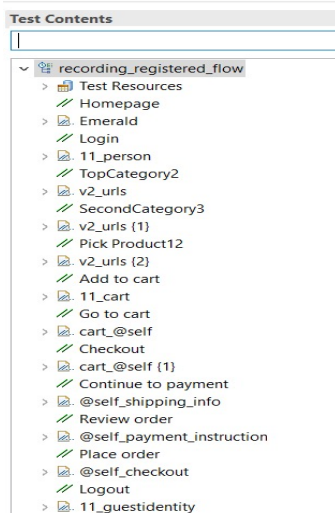 Test Contents
recording_registered_flow
Test Resources
Homepage
Emerald
Login
11_person
TopCategory2
v2_urls
SecondCategory3
v2_urls {1}
Pick Product12
v2_urls {2}
Add to cart
11_cart
Go to cart
cart_@self
Checkout
cart_@self {1}
Continue to payment
@self_shipping_info
Review order
@self_payment_instruction
Place order
@self_checkout
Logout
11_guestidentity